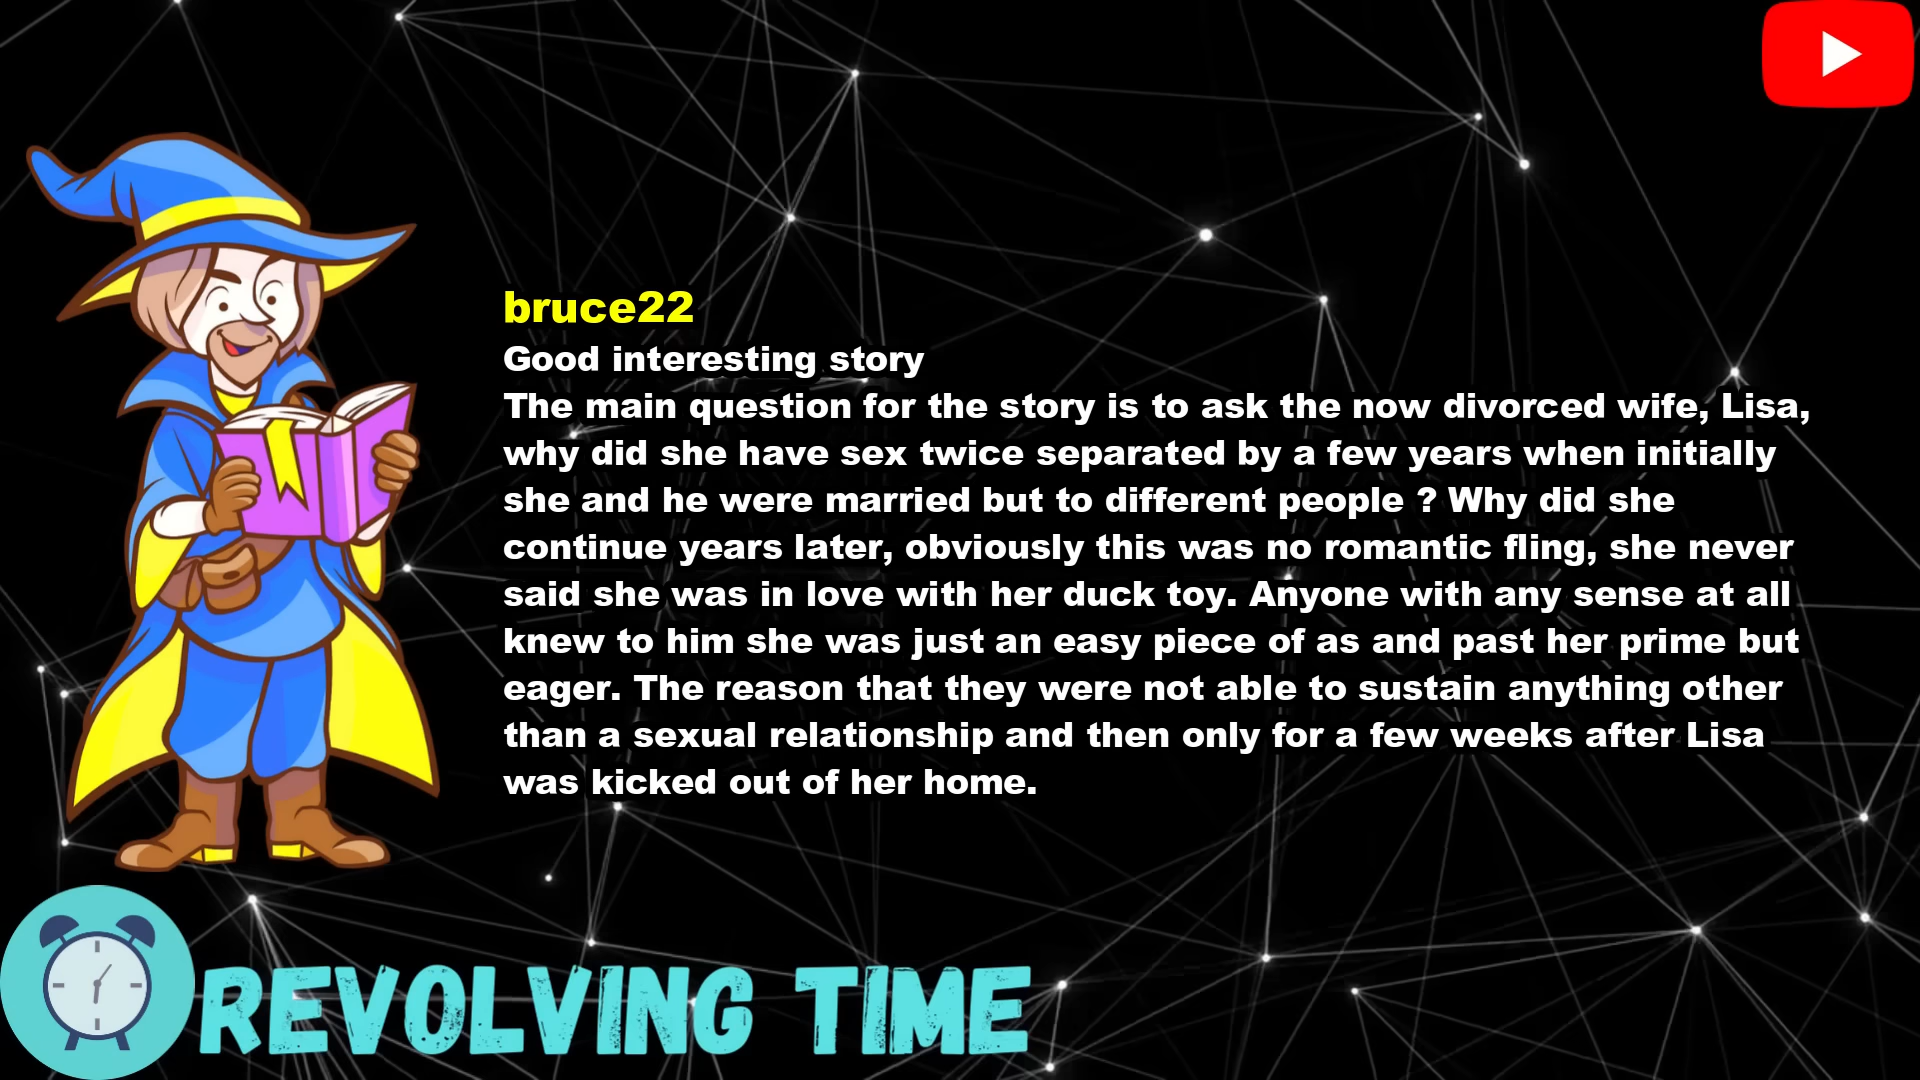 bruce22
Good interesting story
The main question for the story is to ask the now divorced wife, Lisa,
why did she have sex twice separated by a few years when initially
she and he were married but to different people ? Why did she
continue years later, obviously this was no romantic fling, she never
said she was in love with her duck toy. Anyone with any sense at all
knew to him she was just an easy piece of as and past her prime but
eager. The reason that they were not able to sustain anything other
than a sexual relationship and then only for a few weeks after Lisa
was kicked out of her home.
REVOLVING TIME